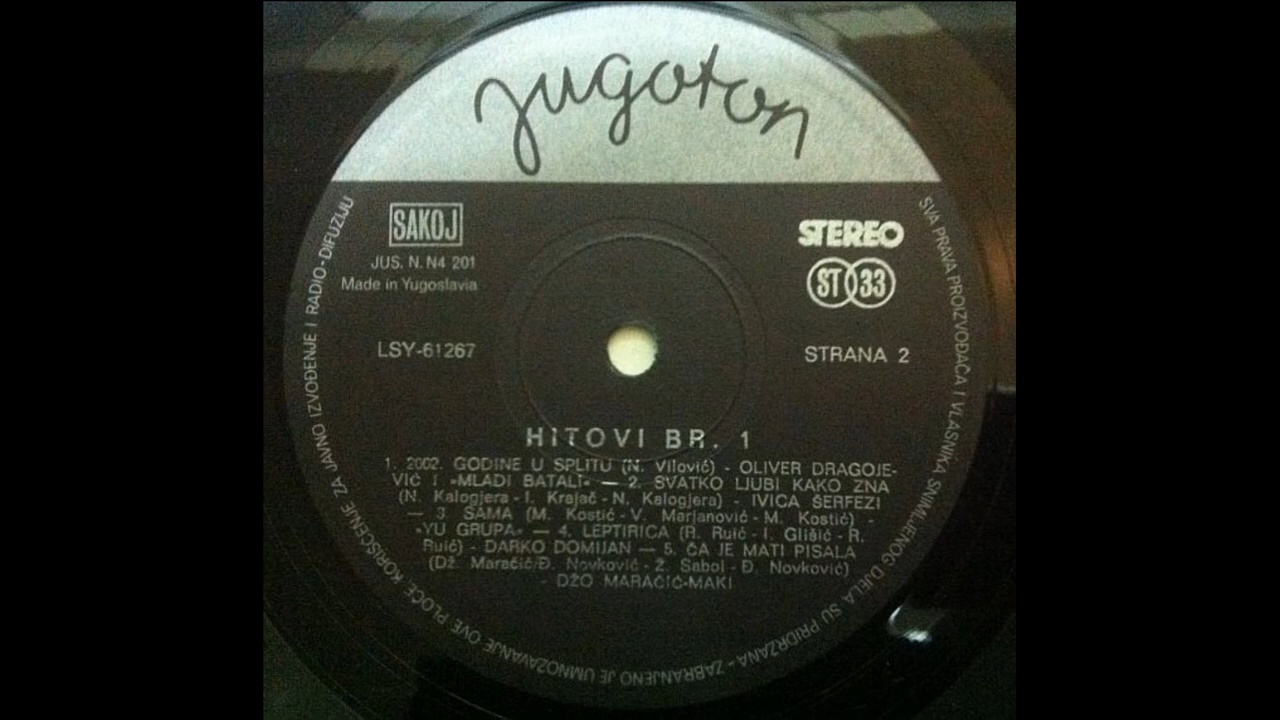 jugoton
SAKOJ
JUS. N. N4 201
Made in Yugoslavia
STEREO
ST 33
LSY-61267
STRANA 2
HITOVI BR. 1
1. 2002. GODINE U SPLITU (N. Vilović) - OLIVER DRAGOJE-
VIĆ I »MLADI BATALI« — 2. SVATKO LJUBI KAKO ZNA
(N. Kalogjera - I. Krajač - N. Kalogjera) - IVICA ŠERFEZI
— 3. SAMA (M. Kostić - V. Marjanović - M. Kostić) -
»YU GRUPA« — 4. LEPTIRICA (R. Ruić - I. Glišić - R.
Ruić) - DARKO DOMIJAN — 5. ČA JE MATI PISALA
(Dž. Maračić/Đ. Novković - Ž. Sabol - Đ. Novković)
- DŽO MARAČIĆ-MAKI
SVA PRAVA PROIZVOĐAČA I VLASNIKA SNIMLJENOG DJELA SU PRIDRŽANA - ZABRANJENO JE UMNOŽAVANJE OVE PLOČE KORIŠĆENJE ZA JAVNO IZVOĐENJE I RADIO-DIFUZIJU